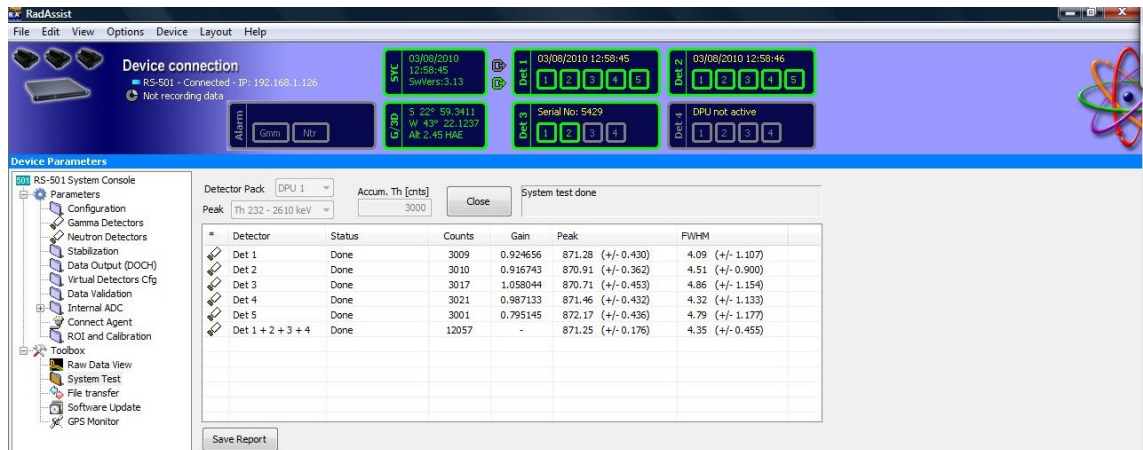 RadAssist
File Edit View Options Device Layout Help
Device connection
RS-501 - Connected - IP: 192.168.1.126
Not recording data
Alarm
Gmm Ntr
SYC
03/08/2010
12:58:45
SwVers:3.13
G/3D
S 22° 59.3411
W 43° 22.1237
Alt 2.45 HAE
Det 1
03/08/2010 12:58:45
1 2 3 4 5
Det 2
03/08/2010 12:58:46
1 2 3 4 5
Det 3
Serial No: 5429
1 2 3 4
Det 4
DPU not active
1 2 3 4
Device Parameters
501 RS-501 System Console
Parameters
Configuration
Gamma Detectors
Neutron Detectors
Stabilization
Data Output (DOCH)
Virtual Detectors Cfg
Data Validation
Internal ADC
Connect Agent
ROI and Calibration
Toolbox
Raw Data View
System Test
File transfer
Software Update
GPS Monitor
Detector Pack DPU 1 Accum. Th [cnts]
Peak Th 232 - 2610 keV 3000 Close System test done
* Detector Status Counts Gain Peak FWHM
Det 1 Done 3009 0.924656 871.28 (+/- 0.430) 4.09 (+/- 1.107)
Det 2 Done 3010 0.916743 870.91 (+/- 0.362) 4.51 (+/- 0.900)
Det 3 Done 3017 1.058044 870.71 (+/- 0.453) 4.86 (+/- 1.154)
Det 4 Done 3021 0.987133 871.46 (+/- 0.432) 4.32 (+/- 1.133)
Det 5 Done 3001 0.795145 872.17 (+/- 0.436) 4.79 (+/- 1.177)
Det 1 + 2 + 3 + 4 Done 12057 - 871.25 (+/- 0.176) 4.35 (+/- 0.455)
Save Report